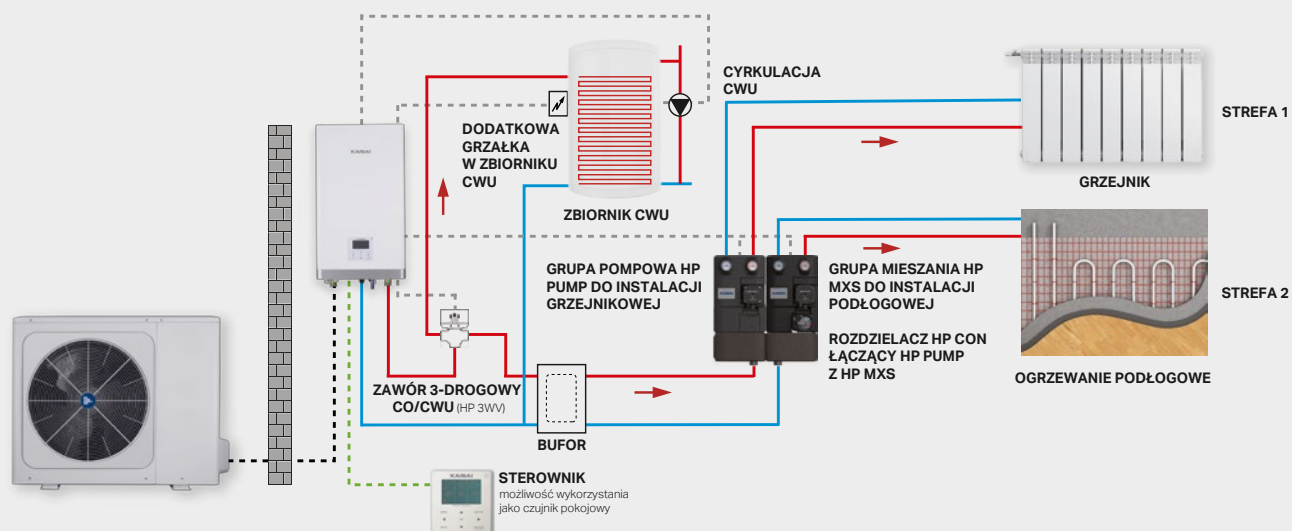 CYRKULACJA
CWU
STREFA 1
DODATKOWA
GRZAŁKA
W ZBIORNIKU
CWU
KAISAI
GRZEJNIK
ZBIORNIK CWU
GRUPA POMPOWA HP
PUMP DO INSTALACJI
GRZEJNIKOWEJ
GRUPA MIESZANIA HP
MXS DO INSTALACJI
PODŁOGOWEJ
STREFA 2
ROZDZIELACZ HP CON
ŁĄCZĄCY HP PUMP
Z HP MXS
OGRZEWANIE PODŁOGOWE
ZAWÓR 3-DROGOWY
CO/CWU (HP 3WV)
BUFOR
KAISAI
STEROWNIK
możliwość wykorzystania
jako czujnik pokojowy